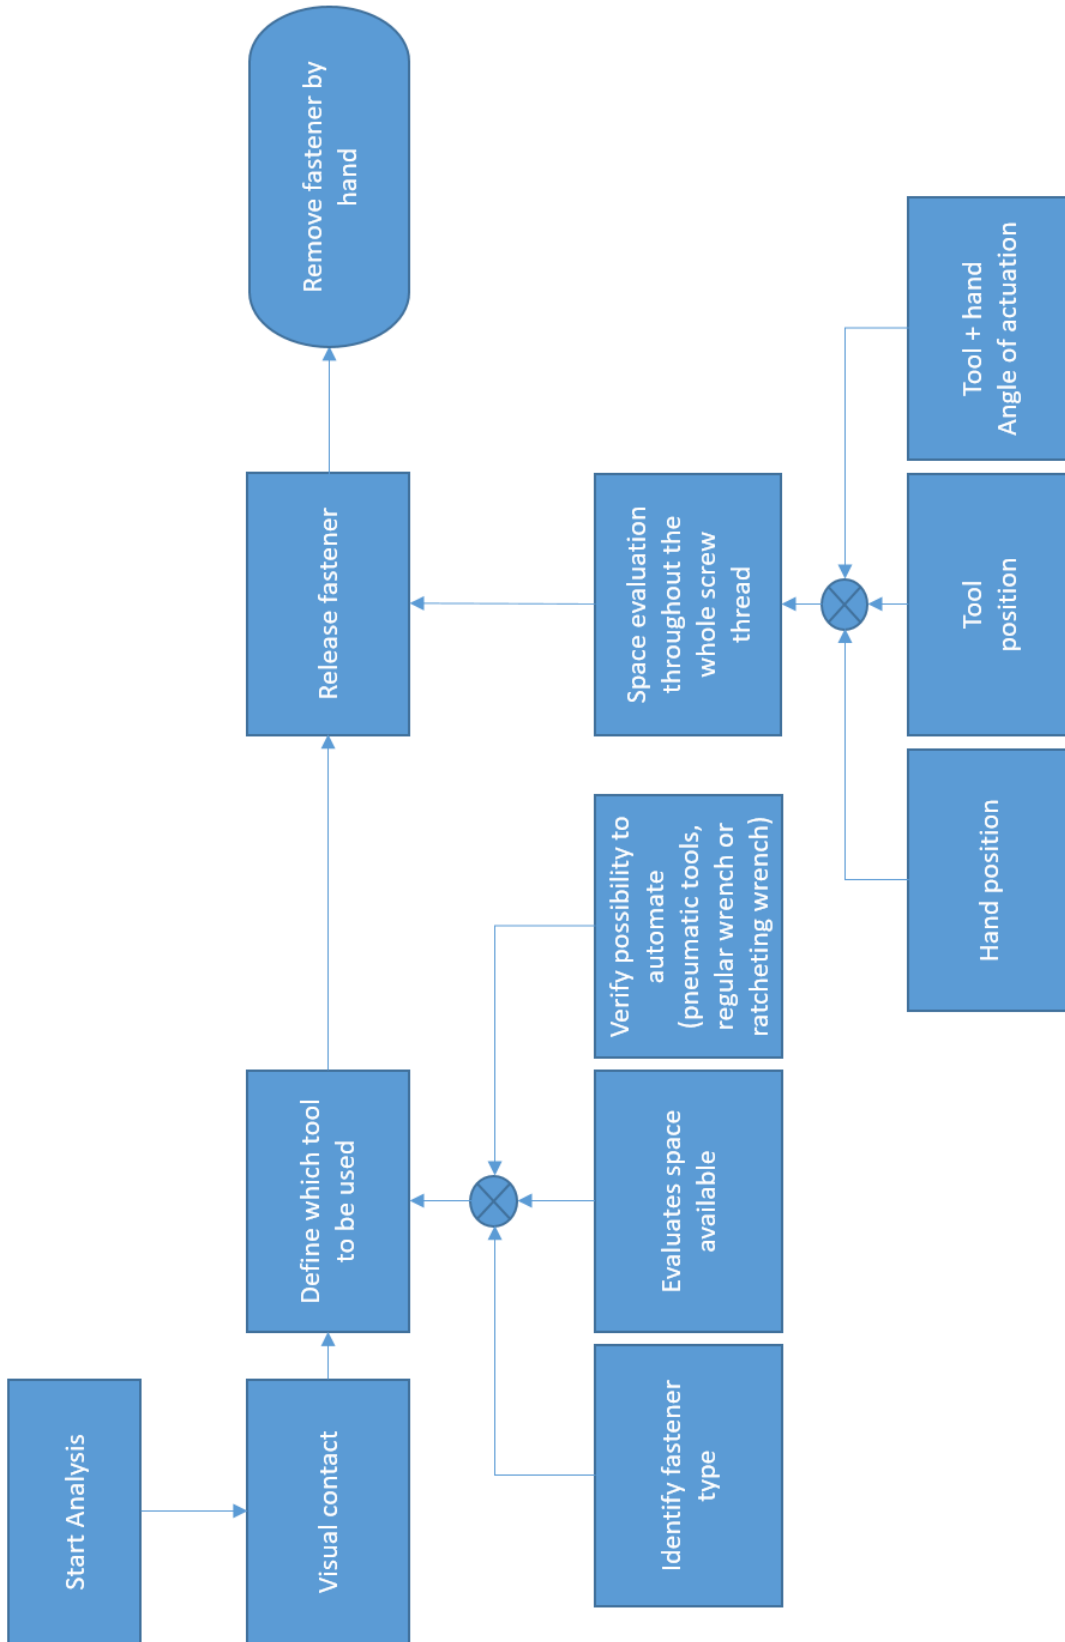 Start Analysis
Visual contact
Define which tool
to be used
Release fastener
Remove fastener by
hand
Identify fastener
type
Evaluates space
available
Verify possibility to
automate
(pneumatic tools,
regular wrench or
ratcheting wrench)
Space evaluation
throughout the
whole screw
thread
Hand position
Tool
position
Tool + hand
Angle of actuation